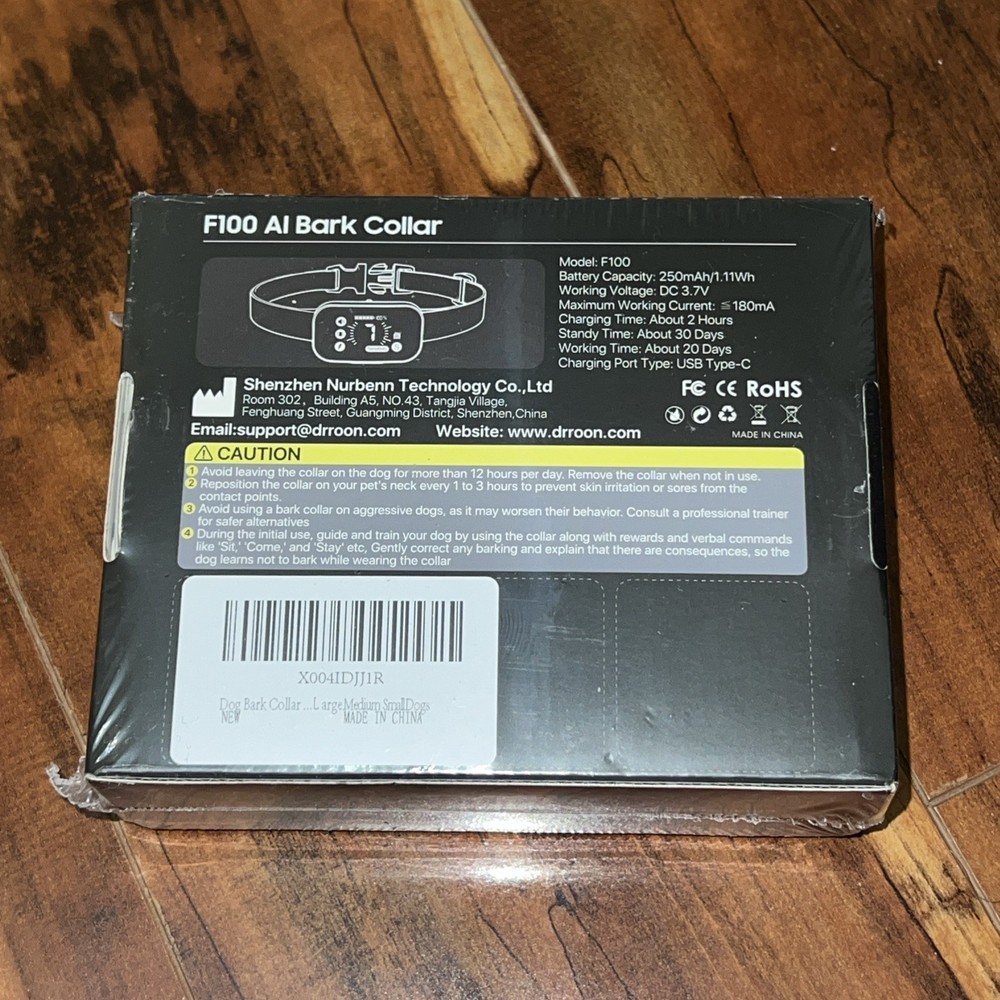 F100 AI Bark Collar
7
Model: F100
Battery Capacity: 250mAh/1.11Wh
Working Voltage: DC 3.7V
Maximum Working Current: ≦180mA
Charging Time: About 2 Hours
Standy Time: About 30 Days
Working Time: About 20 Days
Charging Port Type: USB Type-C
Shenzhen Nurbenn Technology Co.,Ltd
Room 302, Building A5, NO.43, Tangjia Village,
Fenghuang Street, Guangming District, Shenzhen,China
Email:support@drroon.com Website: www.drroon.com
FC CE RoHS
MADE IN CHINA
CAUTION
1 Avoid leaving the collar on the dog for more than 12 hours per day. Remove the collar when not in use.
2 Reposition the collar on your pet's neck every 1 to 3 hours to prevent skin irritation or sores from the
contact points.
3 Avoid using a bark collar on aggressive dogs, as it may worsen their behavior. Consult a professional trainer
for safer alternatives
4 During the initial use, guide and train your dog by using the collar along with rewards and verbal commands
like 'Sit,' 'Come,' and 'Stay' etc, Gently correct any barking and explain that there are consequences, so the
dog learns not to bark while wearing the collar
X004IDJJ1R
Dog Bark Collar ...Large Medium Small Dogs
NEW MADE IN CHINA